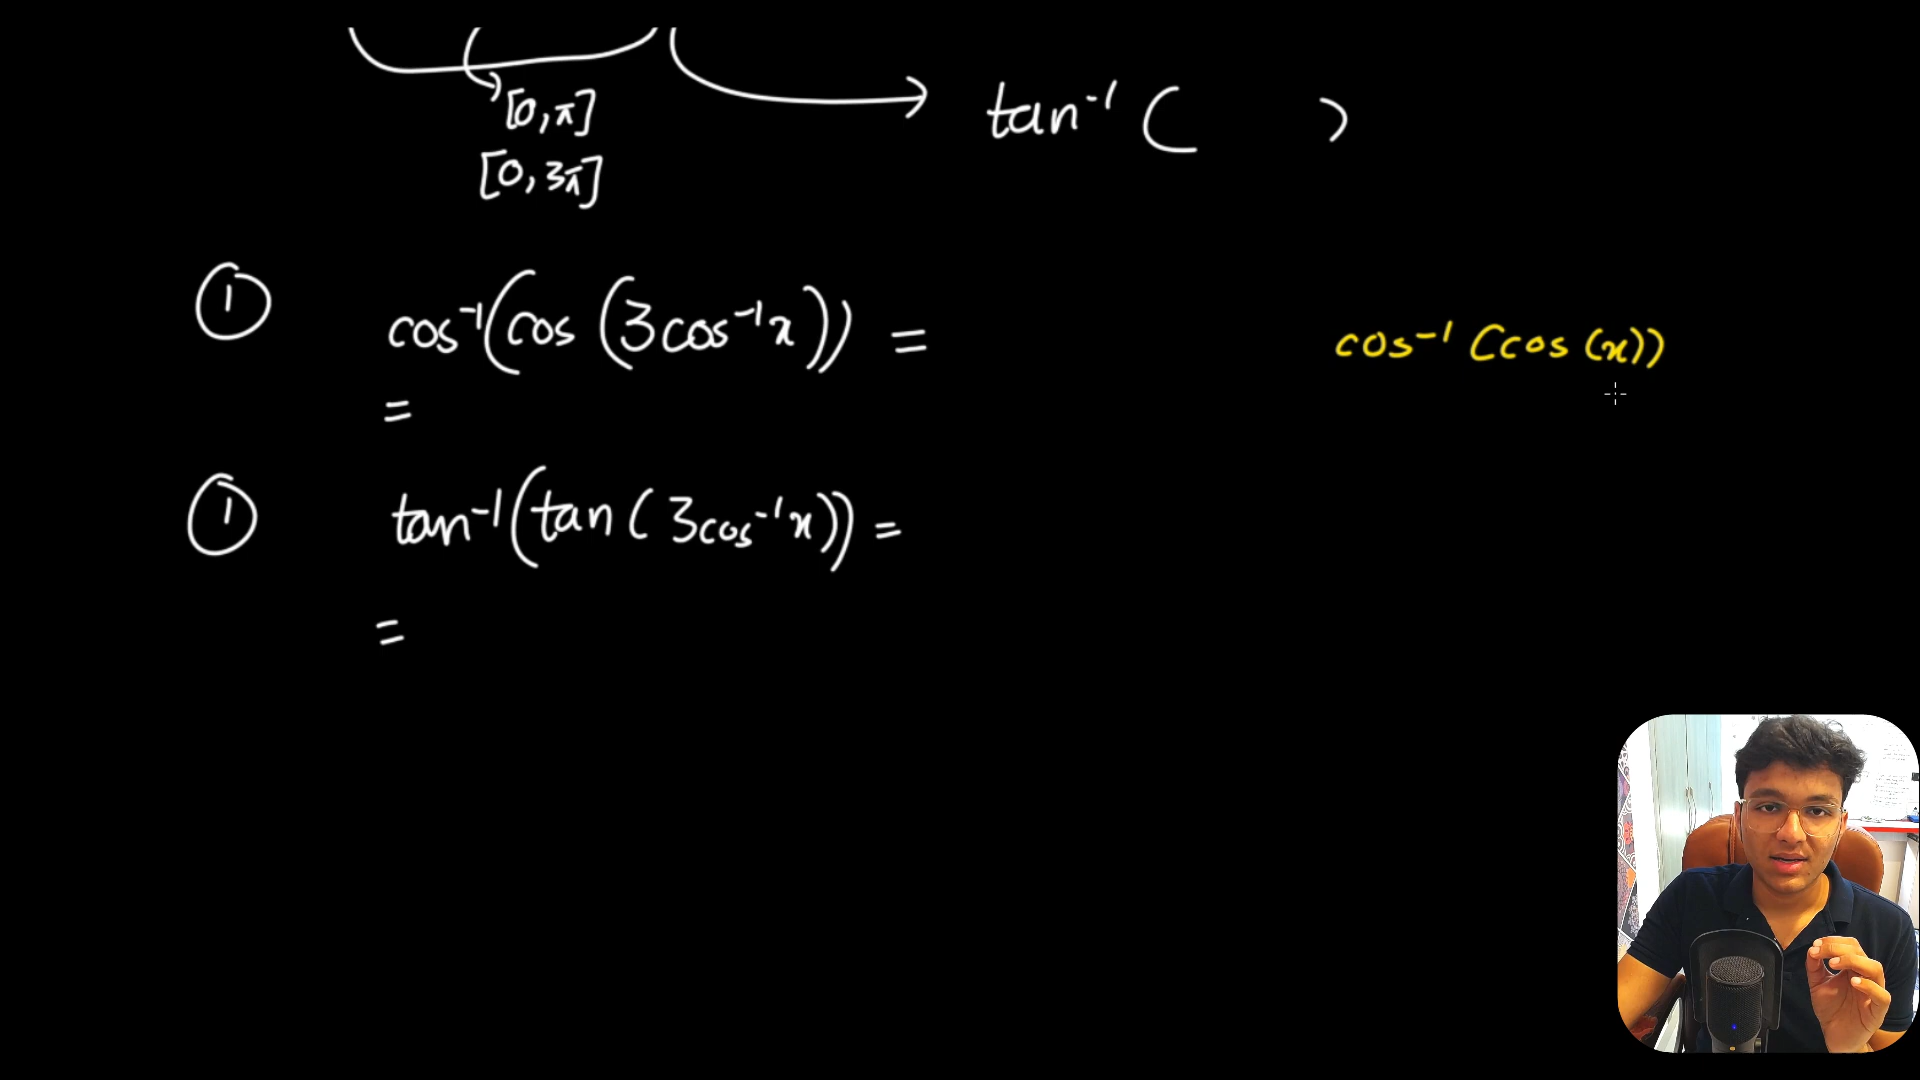 [0, π]
tan⁻¹ (     )
[0, 3π]
① cos⁻¹(cos (3cos⁻¹x)) =
cos⁻¹ (cos (x))
=
① tan⁻¹(tan (3cos⁻¹x)) =
=